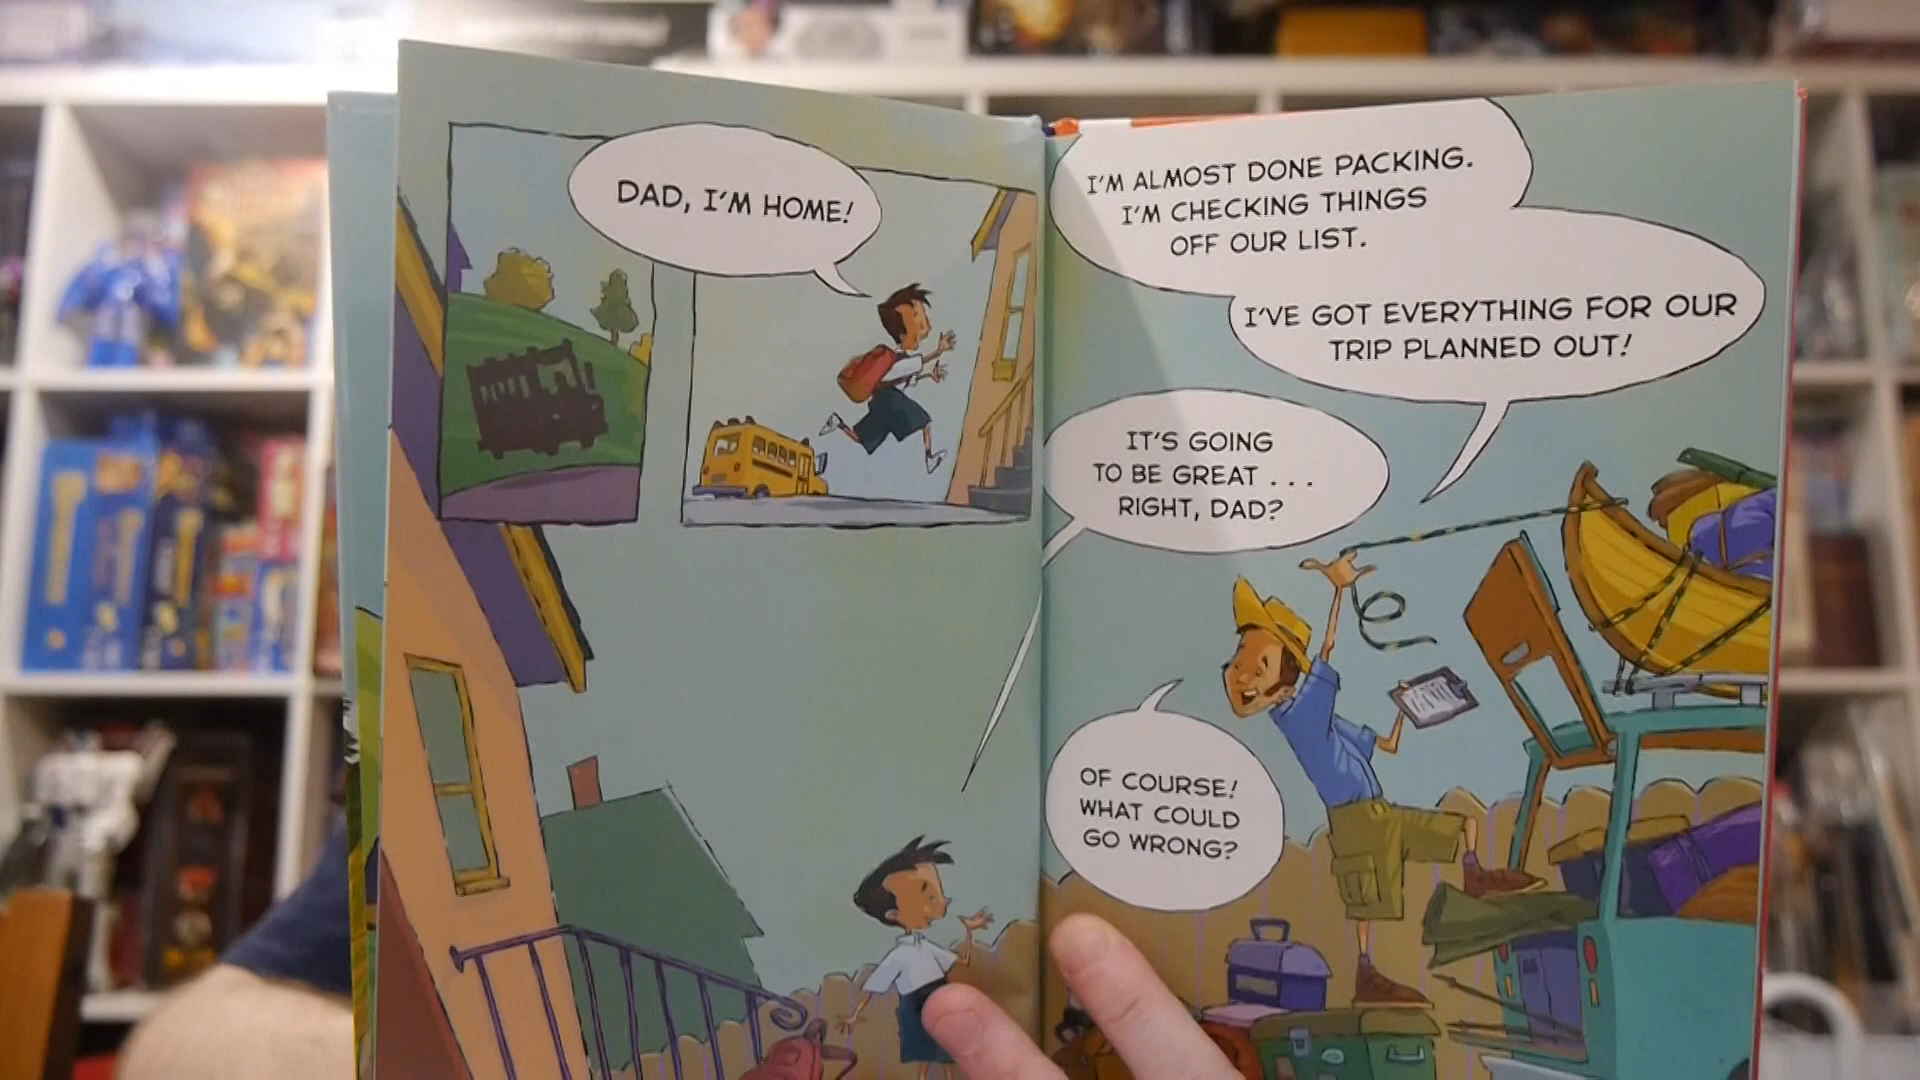 DAD, I'M HOME!
I'M ALMOST DONE PACKING.
I'M CHECKING THINGS
OFF OUR LIST.
I'VE GOT EVERYTHING FOR OUR
TRIP PLANNED OUT!
IT'S GOING
TO BE GREAT . . .
RIGHT, DAD?
OF COURSE!
WHAT COULD
GO WRONG?